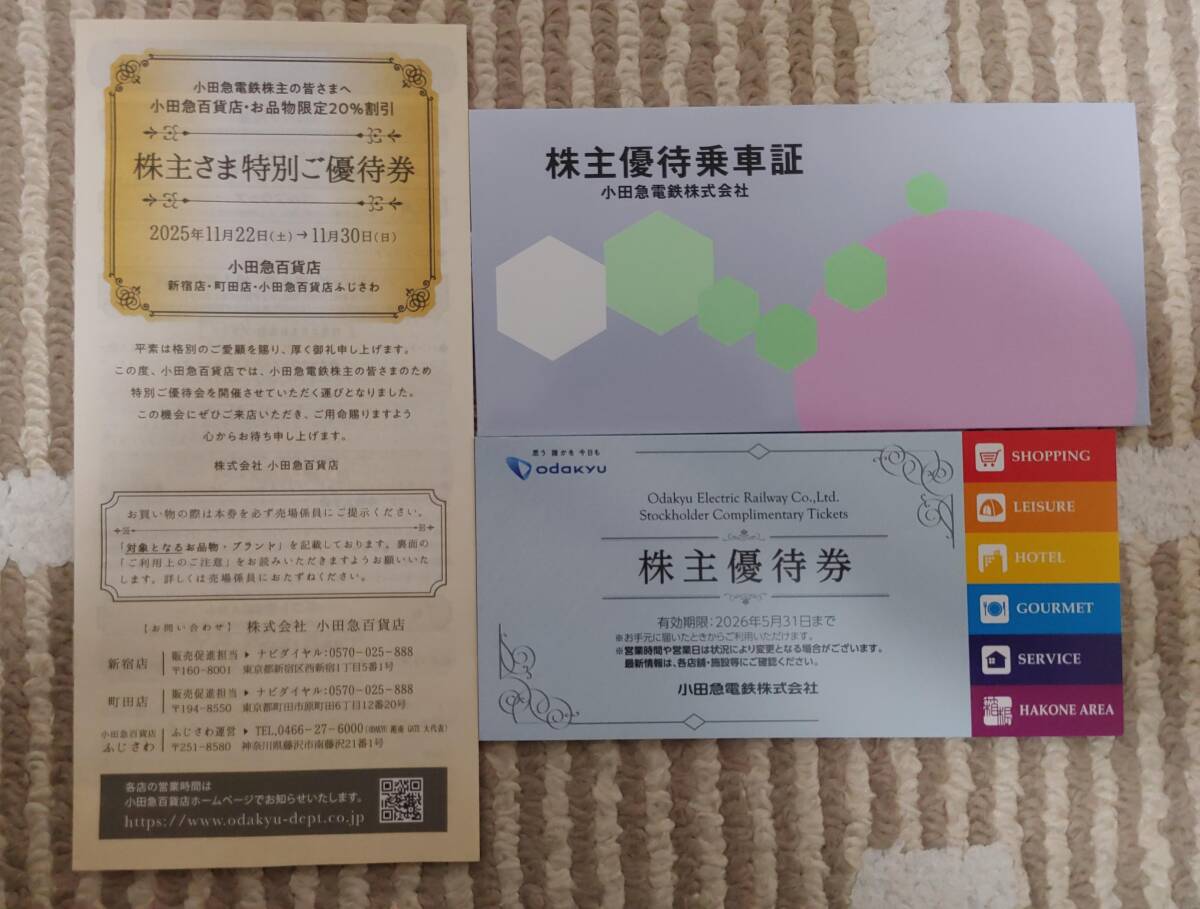 小田急電鉄株主の皆さまへ
小田急百貨店・お品物限定20%割引
株主さま特別ご優待券
2025年11月22日(土)→11月30日(日)
小田急百貨店
新宿店・町田店・小田急百貨店ふじさわ
平素は格別のご愛顧を賜り、厚く御礼申し上げます。
この度、小田急百貨店では、小田急電鉄株主の皆さまのため
特別ご優待会を開催させていただく運びとなりました。
この機会にぜひご来店いただき、ご用命賜りますよう
心からお待ち申し上げます。
株式会社 小田急百貨店
お買い物の際は本券を必ず売場係員にご提示ください。
「対象となるお品物・ブランド」を記載しております。裏面の
「ご利用上のご注意」をお読みいただきますようお願いいた
します。詳しくは売場係員におたずねください。
【お問い合わせ】 株式会社 小田急百貨店
新宿店
販売促進担当 ▶ ナビダイヤル:0570-025-888
〒160-8001 東京都新宿区西新宿1丁目5番1号
町田店
販売促進担当 ▶ ナビダイヤル:0570-025-888
〒194-8550 東京都町田市原町田6丁目12番20号
小田急百貨店
ふじさわ
ふじさわ運営 ▶ TEL.0466-27-6000(ODAKYU 湘南 GATE 大代表)
〒251-8580 神奈川県藤沢市南藤沢21番1号
各店の営業時間は
小田急百貨店ホームページでお知らせいたします。
https://www.odakyu-dept.co.jp
株主優待乗車証
小田急電鉄株式会社
思う 誰かを 今日も
ODAKYU
Odakyu Electric Railway Co.,Ltd.
Stockholder Complimentary Tickets
株主優待券
有効期限:2026年5月31日まで
※お手元に届いたときからご利用いただけます。
※営業時間や営業日は状況により変更となる場合がございます。
最新情報は、各店舗・施設等にご確認ください。
小田急電鉄株式会社
SHOPPING
LEISURE
HOTEL
GOURMET
SERVICE
箱根
HAKONE AREA